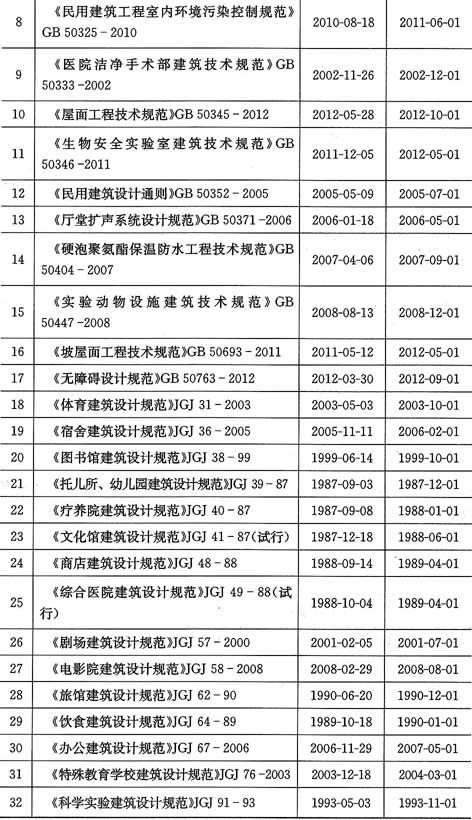 8 《民用建筑工程室内环境污染控制规范》 2010-08-18 2011-06-01
GB 50325-2010
9 《医院洁净手术部建筑技术规范》GB 2002-11-26 2002-12-01
50333-2002
10 《屋面工程技术规范》GB 50345-2012 2012-05-28 2012-10-01
11 《生物安全实验室建筑技术规范》GB 2011-12-05 2012-05-01
50346-2011
12 《民用建筑设计通则》GB 50352-2005 2005-05-09 2005-07-01
13 《厅堂扩声系统设计规范》GB 50371-2006 2006-01-18 2006-05-01
14 《硬泡聚氨酯保温防水工程技术规范》GB 2007-04-06 2007-09-01
50404-2007
15 《实验动物设施建筑技术规范》GB 2008-08-13 2008-12-01
50447-2008
16 《坡屋面工程技术规范》GB 50693-2011 2011-05-12 2012-05-01
17 《无障碍设计规范》GB 50763-2012 2012-03-30 2012-09-01
18 《体育建筑设计规范》JGJ 31-2003 2003-05-03 2003-10-01
19 《宿舍建筑设计规范》JGJ 36-2005 2005-11-11 2006-02-01
20 《图书馆建筑设计规范》JGJ 38-99 1999-06-14 1999-10-01
21 《托儿所、幼儿园建筑设计规范》JGJ 39-87 1987-09-03 1987-12-01
22 《疗养院建筑设计规范》JGJ 40-87 1987-09-08 1988-01-01
23 《文化馆建筑设计规范》JGJ 41-87(试行) 1987-12-18 1988-06-01
24 《商店建筑设计规范》JGJ 48-88 1988-09-14 1989-04-01
25 《综合医院建筑设计规范》JGJ 49-88(试 1988-10-04 1989-04-01
行)
26 《剧场建筑设计规范》JGJ 57-2000 2001-02-05 2001-07-01
27 《电影院建筑设计规范》JGJ 58-2008 2008-02-29 2008-08-01
28 《旅馆建筑设计规范》JGJ 62-90 1990-06-20 1990-12-01
29 《饮食建筑设计规范》JGJ 64-89 1989-10-18 1990-01-01
30 《办公建筑设计规范》JGJ 67-2006 2006-11-29 2007-05-01
31 《特殊教育学校建筑设计规范》JGJ 76-2003 2003-12-18 2004-03-01
32 《科学实验建筑设计规范》JGJ 91-93 1993-05-03 1993-11-01